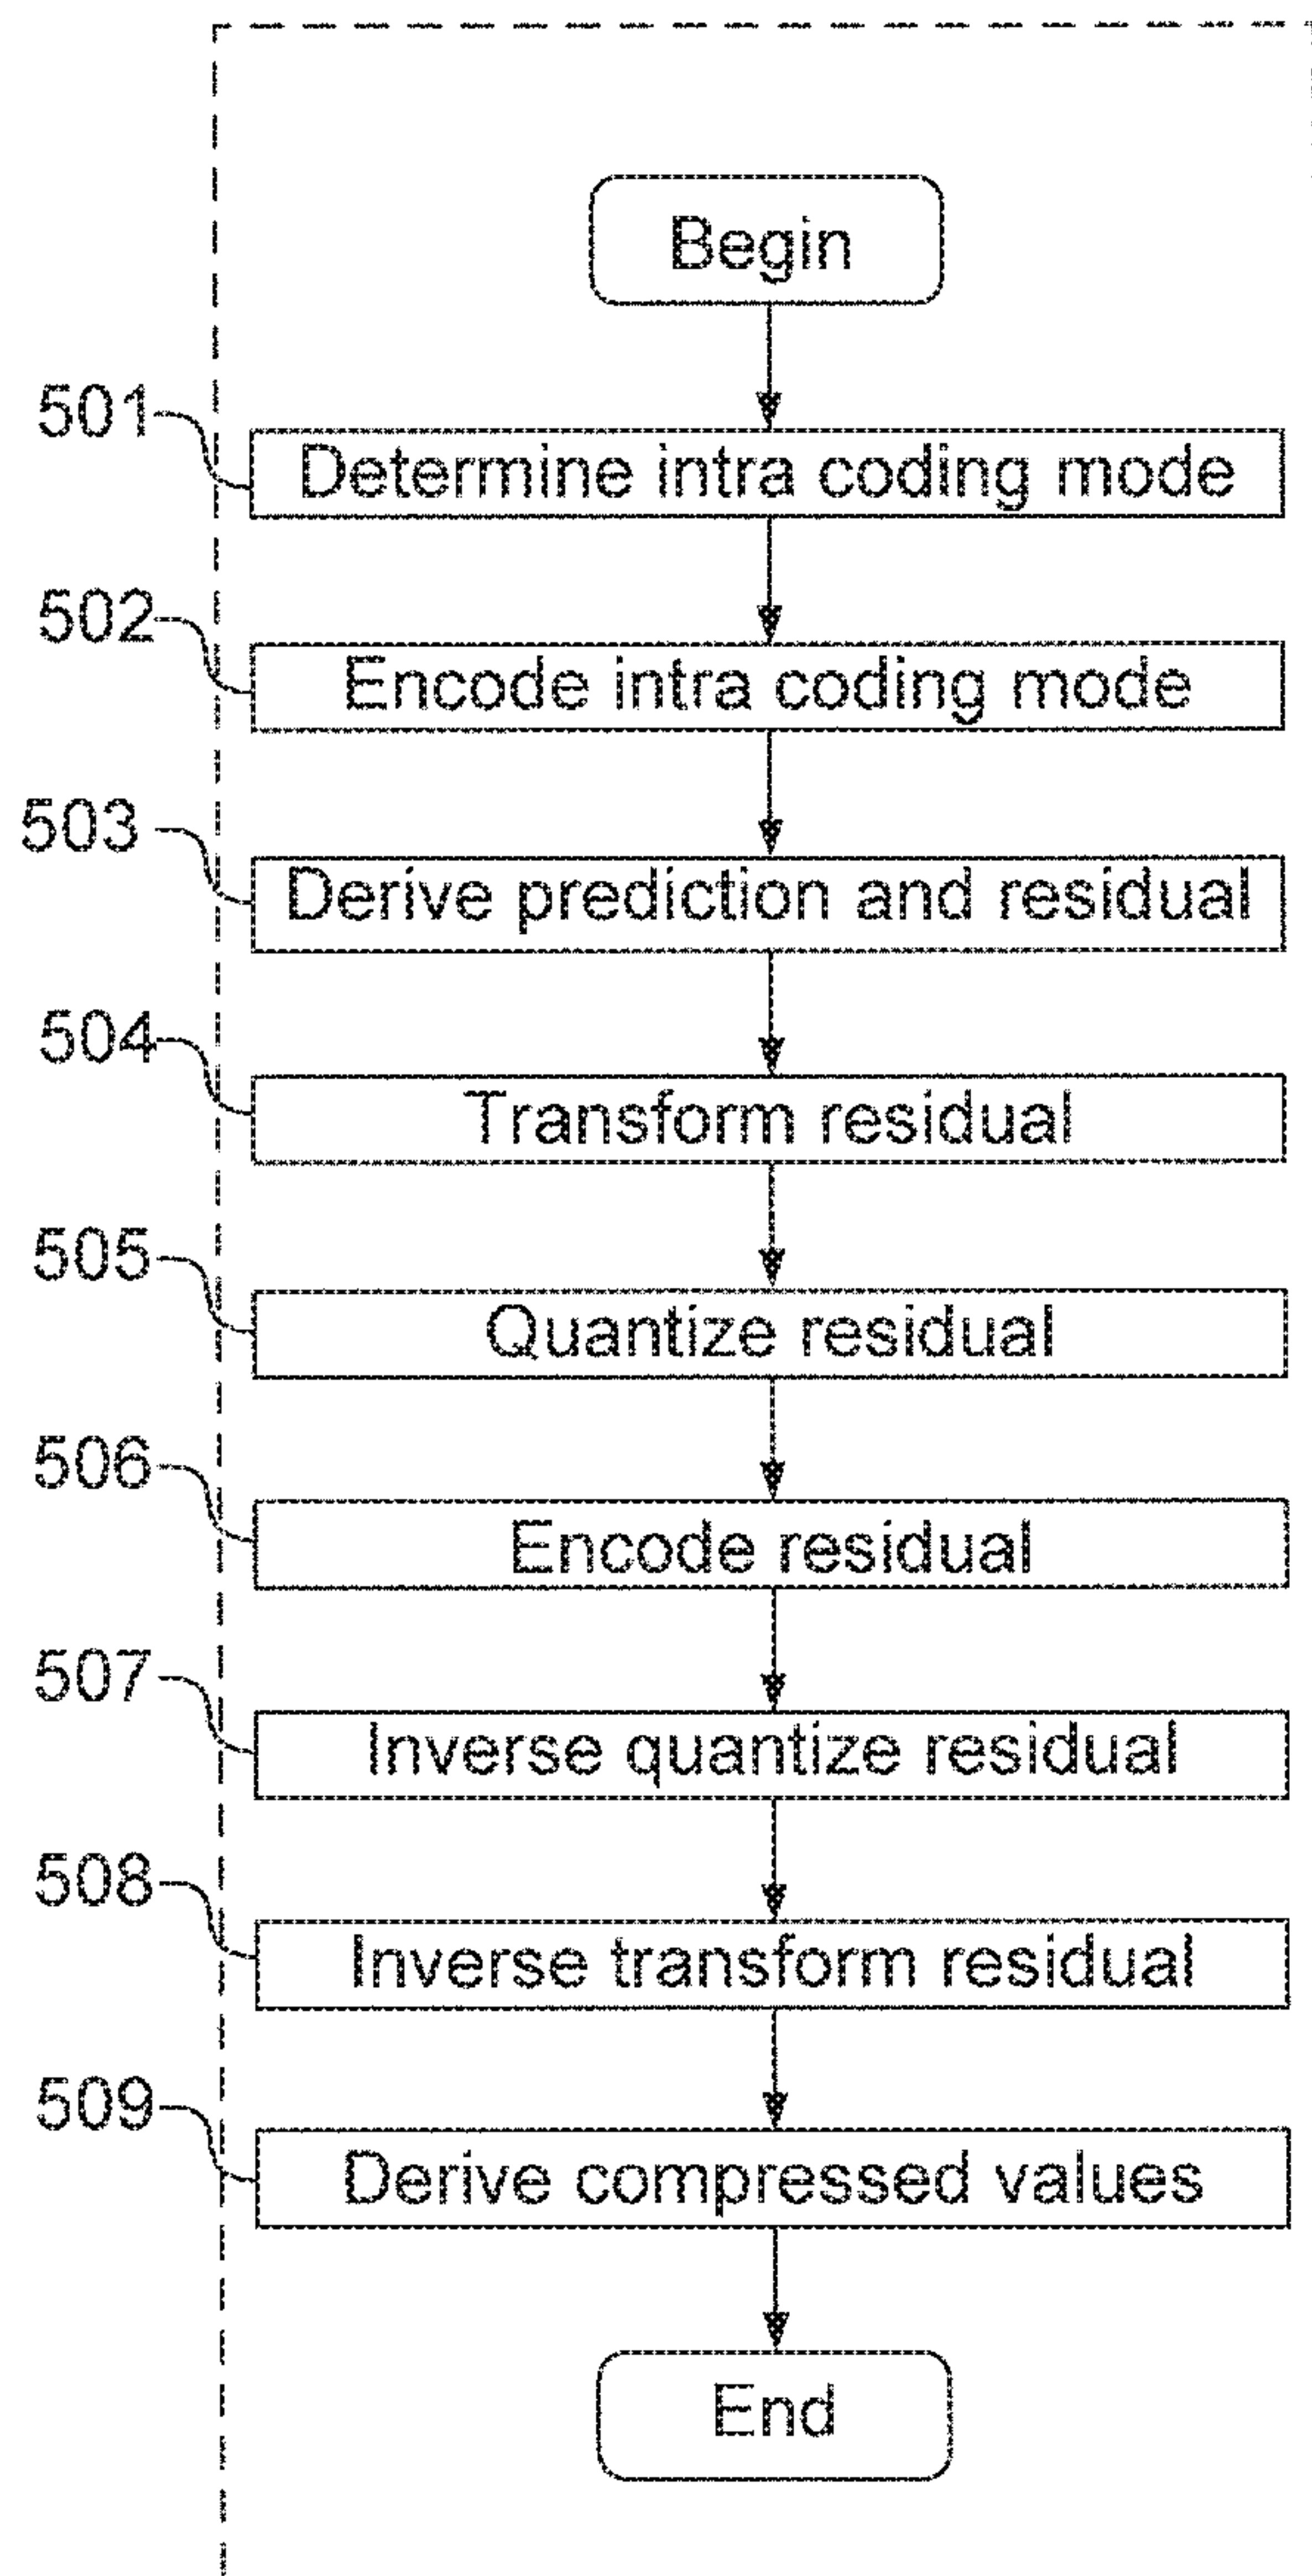 Begin
501
Determine intra coding mode
502
Encode intra coding mode
503
Derive prediction and residual
504
Transform residual
505
Quantize residual
506
Encode residual
507
Inverse quantize residual
508
Inverse transform residual
509
Derive compressed values
End